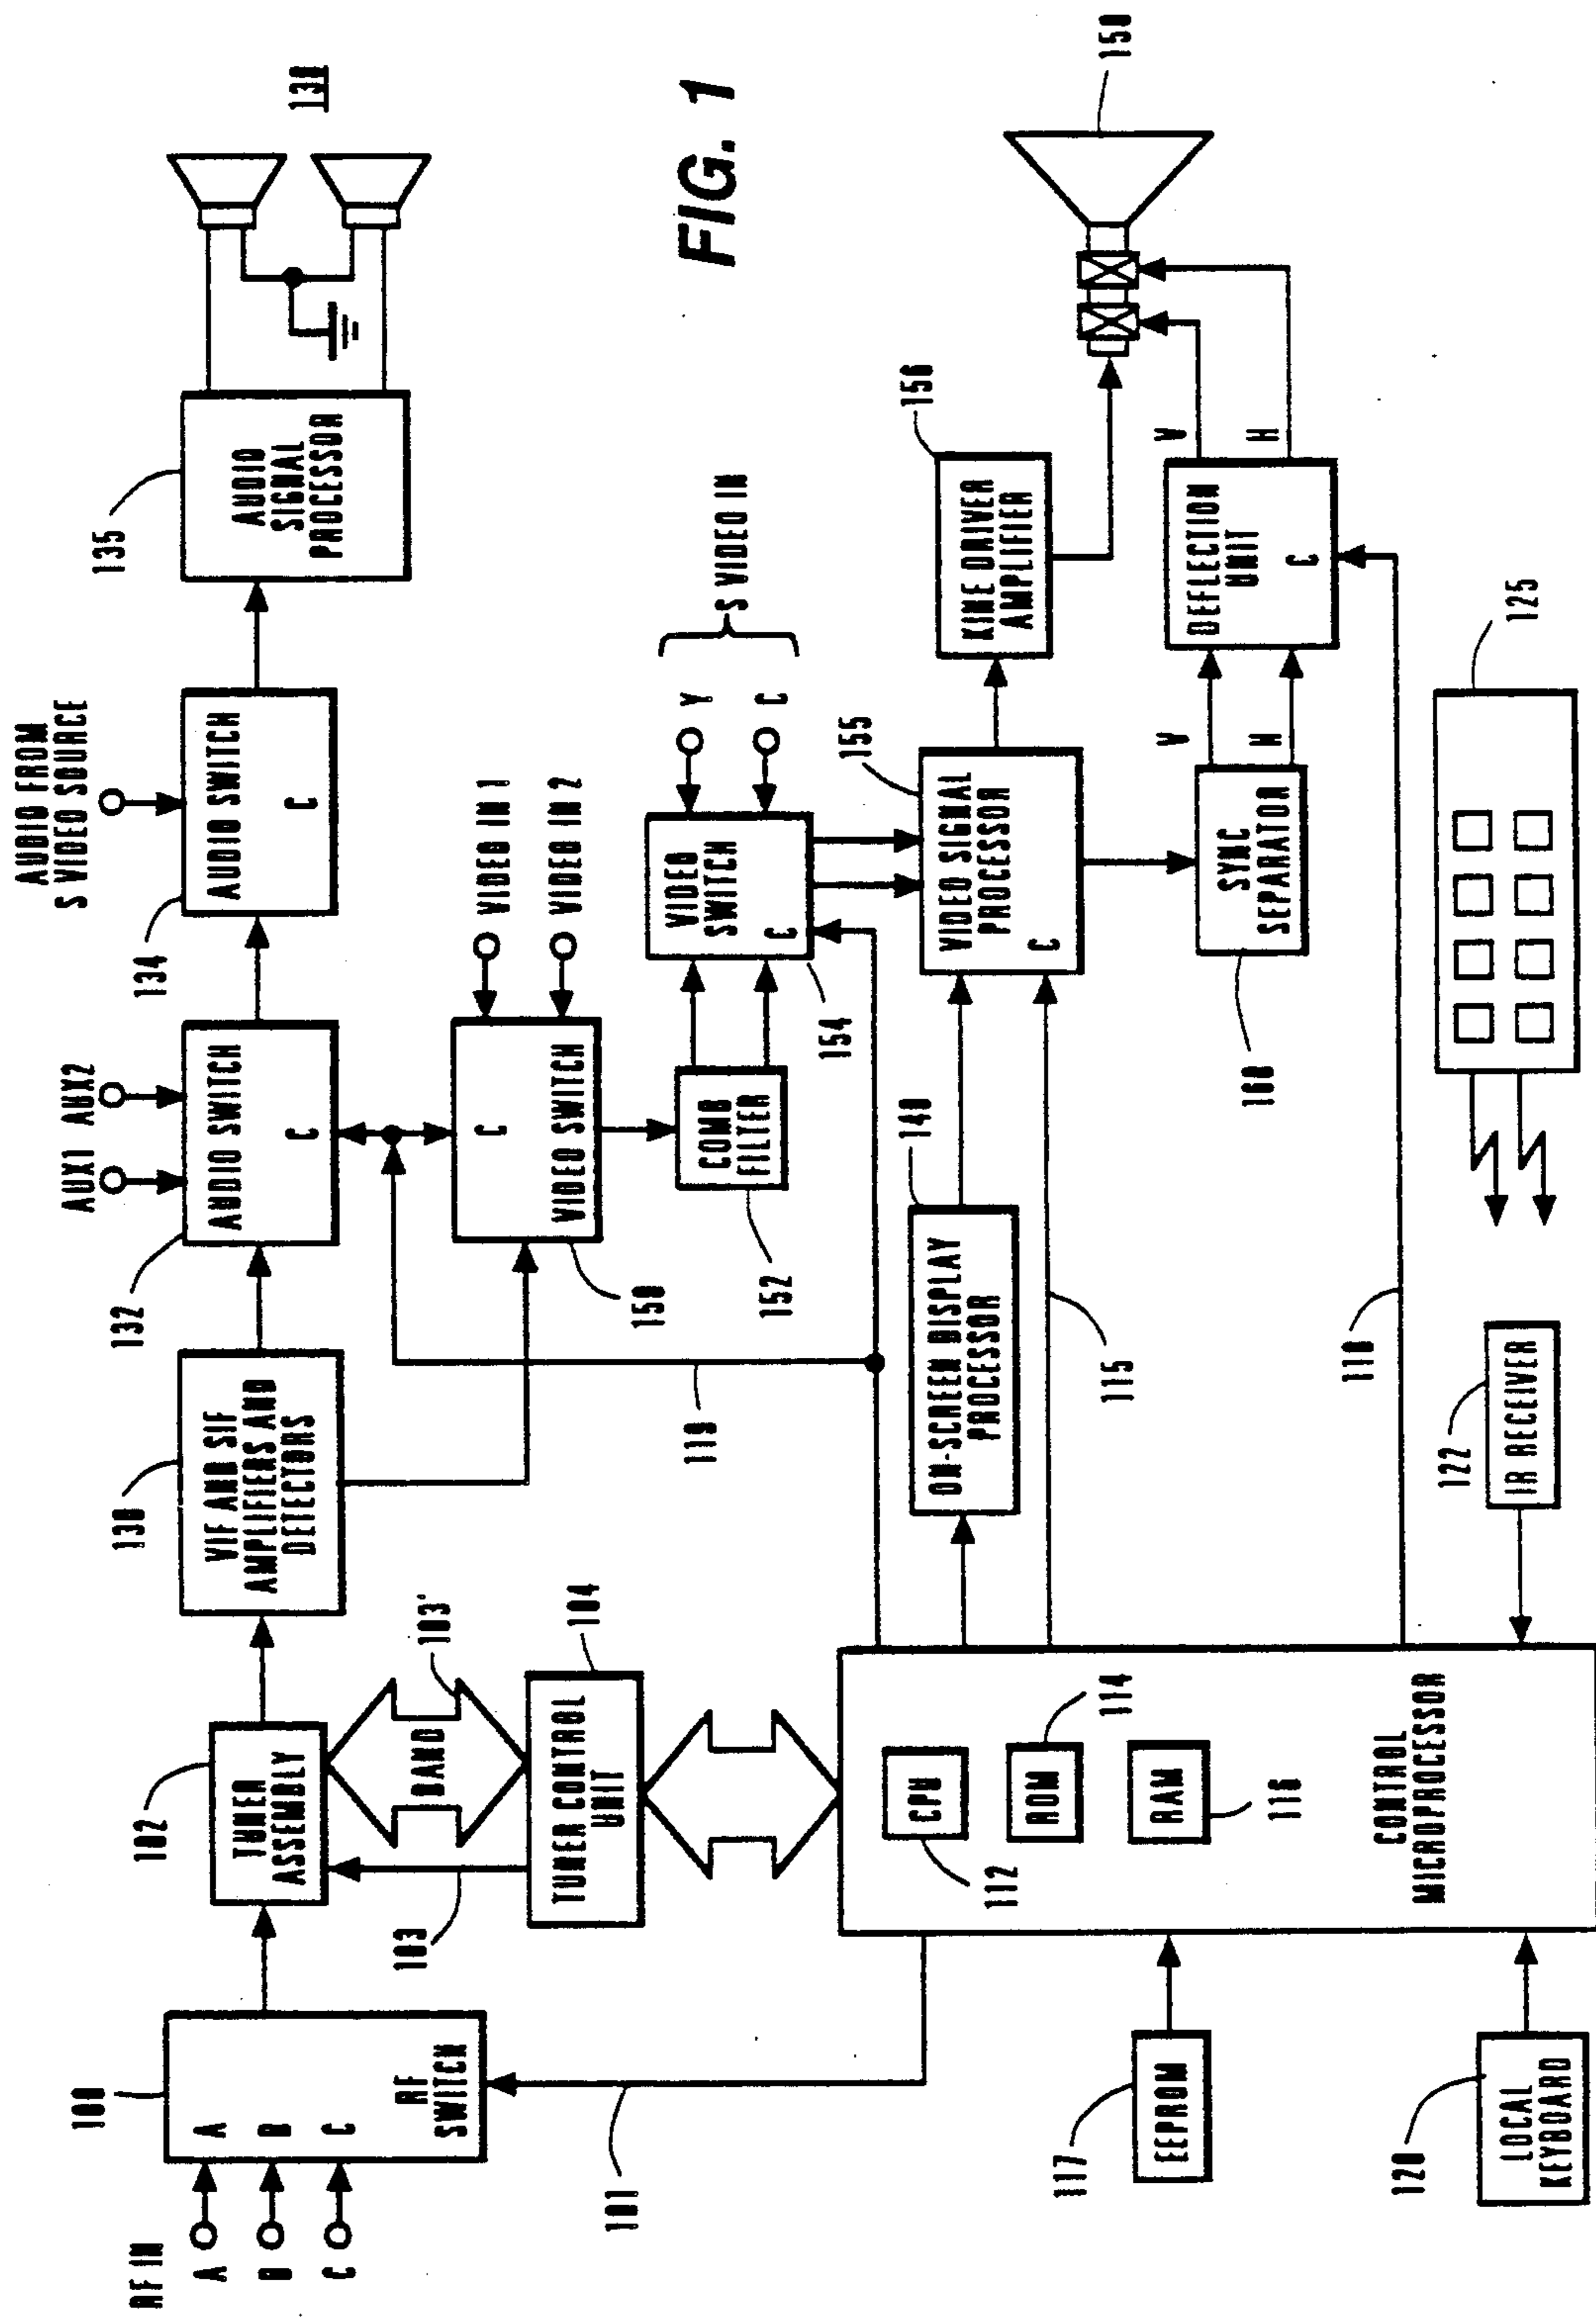 FIG. 1
RF IN
A
B
C
A
B
C
RF
SWITCH
100
101
TUNER
ASSEMBLY
102
103
BAND
103'
TUNER CONTROL
UNIT
104
VIF AND SIF
AMPLIFIERS AND
DETECTORS
130
AUX1
AUX2
AUDIO SWITCH
C
132
AUDIO FROM
S VIDEO SOURCE
AUDIO SWITCH
C
134
AUDIO
SIGNAL
PROCESSOR
135
138
119
VIDEO IN 1
VIDEO IN 2
C
VIDEO SWITCH
150
COMB
FILTER
152
VIDEO
SWITCH
C
154
Y
C
S VIDEO IN
CPU
112
ROM
114
RAM
116
CONTROL
MICROPROCESSOR
EEPROM
117
LOCAL
KEYBOARD
120
ON-SCREEN DISPLAY
PROCESSOR
140
115
VIDEO SIGNAL
PROCESSOR
C
155
KINE DRIVER
AMPLIFIER
156
158
SYNC
SEPARATOR
160
V
H
DEFLECTION
UNIT
C
V
H
IR RECEIVER
122
125